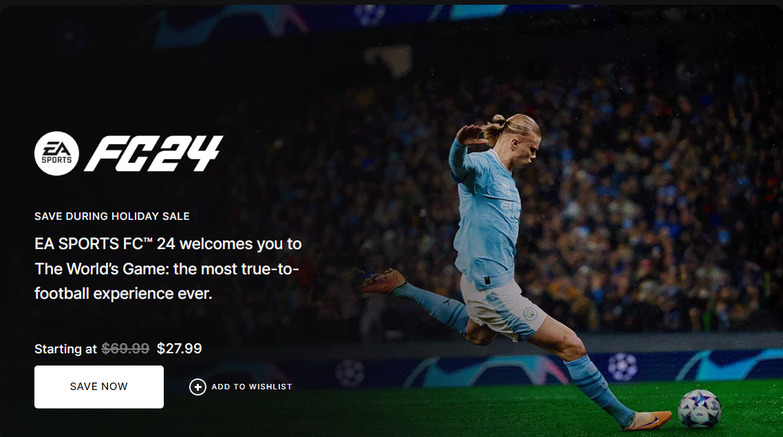 EA
SPORTS
FC24
SAVE DURING HOLIDAY SALE
EA SPORTS FC™ 24 welcomes you to
The World's Game: the most true-to-
football experience ever.
Starting at $69.99 $27.99
SAVE NOW
ADD TO WISHLIST